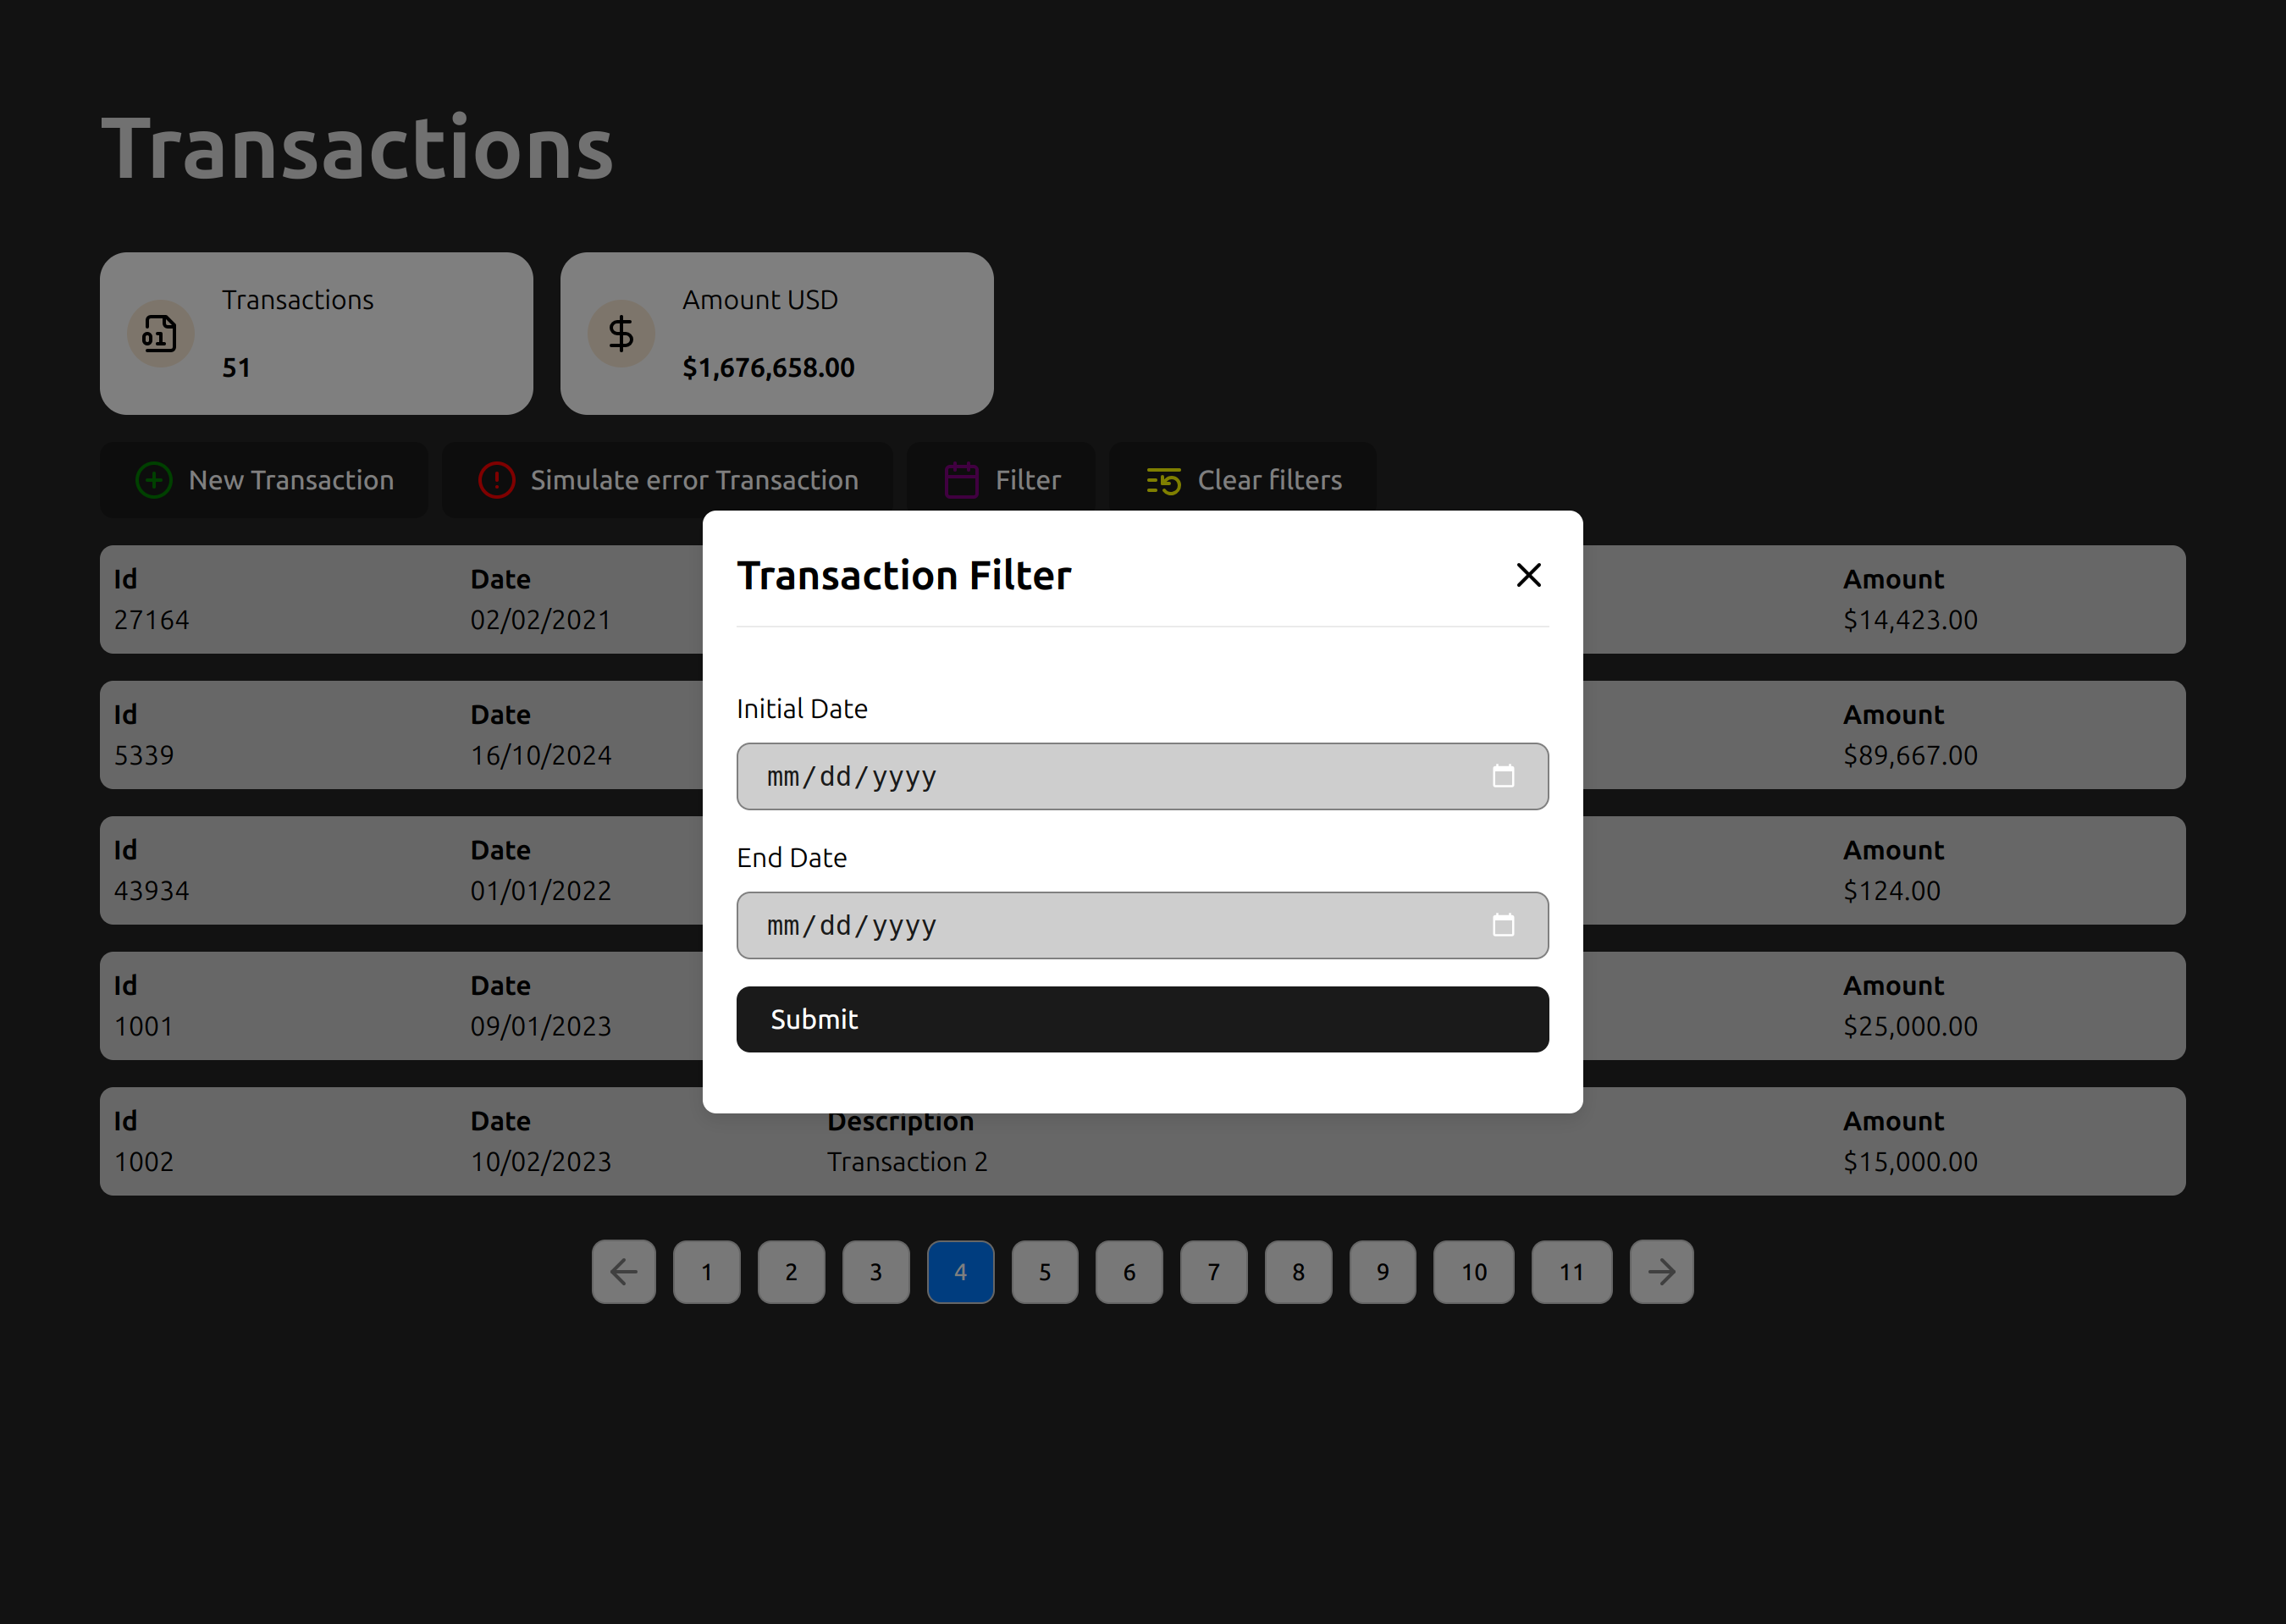 Transactions
Transactions
51
Amount USD
$1,676,658.00
New Transaction
Simulate error Transaction
Filter
Clear filters
Id Date Amount
27164 02/02/2021 $14,423.00
Id Date Amount
5339 16/10/2024 $89,667.00
Id Date Amount
43934 01/01/2022 $124.00
Id Date Amount
1001 09/01/2023 $25,000.00
Id Date Description Amount
1002 10/02/2023 Transaction 2 $15,000.00
Transaction Filter
Initial Date
mm/dd/yyyy
End Date
mm/dd/yyyy
Submit
1 2 3 4 5 6 7 8 9 10 11